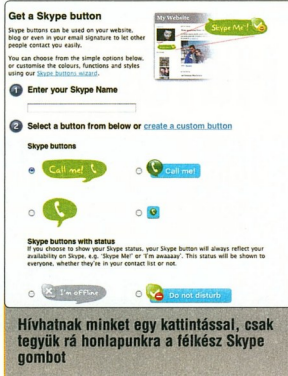 Get a Skype button
Skype buttons can be used on your website,
blog or even in your email signature to let other
people contact you easily.
You can choose from the simple options below,
or customise the colours, functions and styles
using our Skype buttons wizard.
My Website
Skype Me!
1 Enter your Skype Name
2 Select a button from below or create a custom button
Skype buttons
Call me!
Call me!
Skype buttons with status
If you choose to show your Skype status, your Skype button will always reflect your
availability on Skype, e.g. 'Skype Me!' or 'I'm awaaaay'. This status will be shown to
everyone, whether they're in your contact list or not.
I'm offline
Do not disturb
Hívhatnak minket egy kattintással, csak
tegyük rá honlapunkra a félkész Skype
gombot